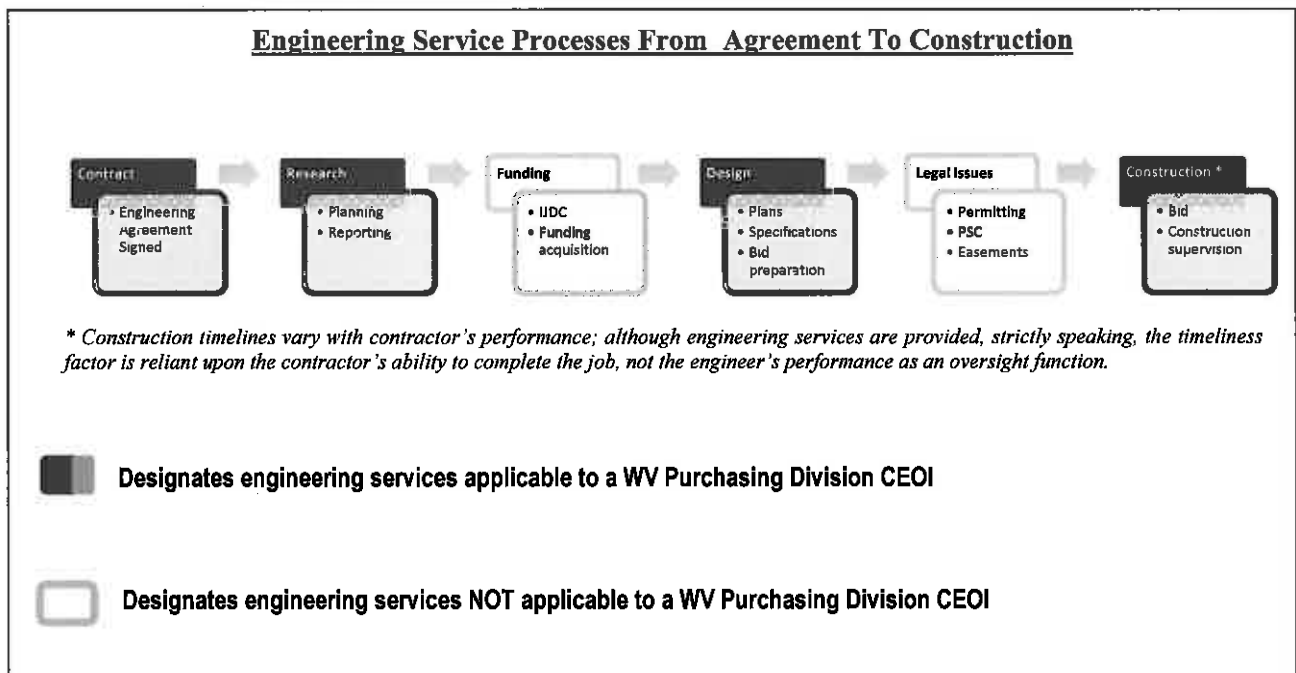 Engineering Service Processes From Agreement To Construction
Contract
• Engineering
Agreement
Signed
Research
• Planning
• Reporting
Funding
• IJDC
• Funding
acquisition
Design
• Plans
• Specifications
• Bid
preparation
Legal Issues
• Permitting
• PSC
• Easements
Construction *
• Bid
• Construction
supervision
* Construction timelines vary with contractor's performance; although engineering services are provided, strictly speaking, the timeliness
factor is reliant upon the contractor's ability to complete the job, not the engineer's performance as an oversight function.
Designates engineering services applicable to a WV Purchasing Division CEOI
Designates engineering services NOT applicable to a WV Purchasing Division CEOI